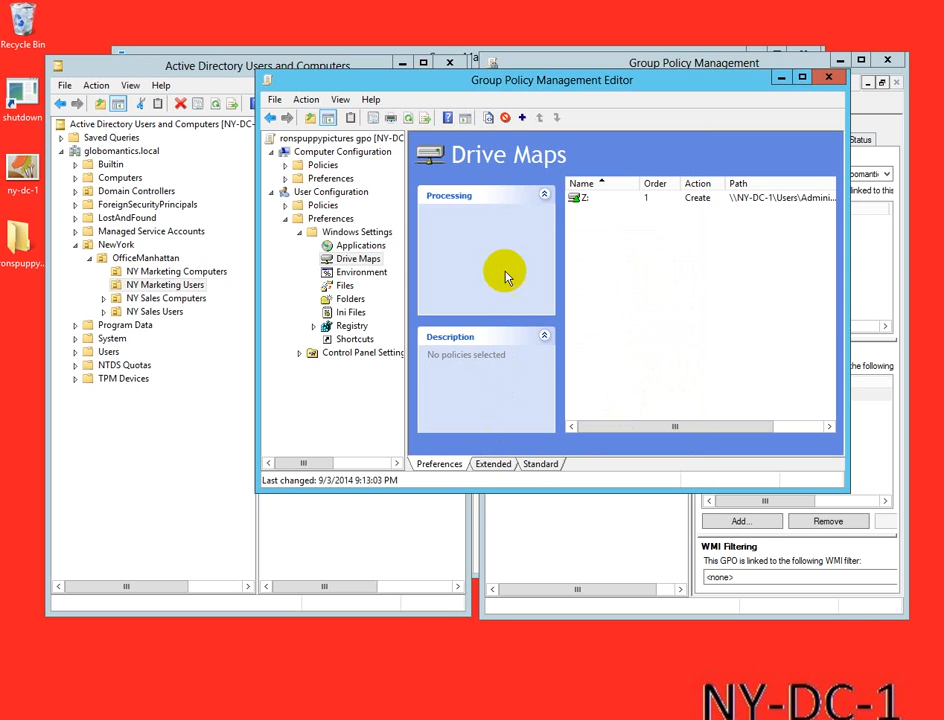 Recycle Bin
shutdown
ny-dc-1
ronspuppy...
Active Directory Users and Computers
File Action View Help
Active Directory Users and Computers [NY-DC-
Saved Queries
globomantics.local
Builtin
Computers
Domain Controllers
ForeignSecurityPrincipals
LostAndFound
Managed Service Accounts
NewYork
OfficeManhattan
NY Marketing Computers
NY Marketing Users
NY Sales Computers
NY Sales Users
Program Data
System
Users
NTDS Quotas
TPM Devices
Group Policy Management
Group Policy Management Editor
File Action View Help
ronspuppypictures gpo [NY-DC
Computer Configuration
Policies
Preferences
User Configuration
Policies
Preferences
Windows Settings
Applications
Drive Maps
Environment
Files
Folders
Ini Files
Registry
Shortcuts
Control Panel Setting
Drive Maps
Processing
Description
No policies selected
Name Order Action Path
Z: 1 Create \\NY-DC-1\Users\Admini...
Preferences Extended Standard
Last changed: 9/3/2014 9:13:03 PM
Status
linked to this
he following
Add... Remove
WMI Filtering
This GPO is linked to the following WMI filter:
<none>
NY-DC-1